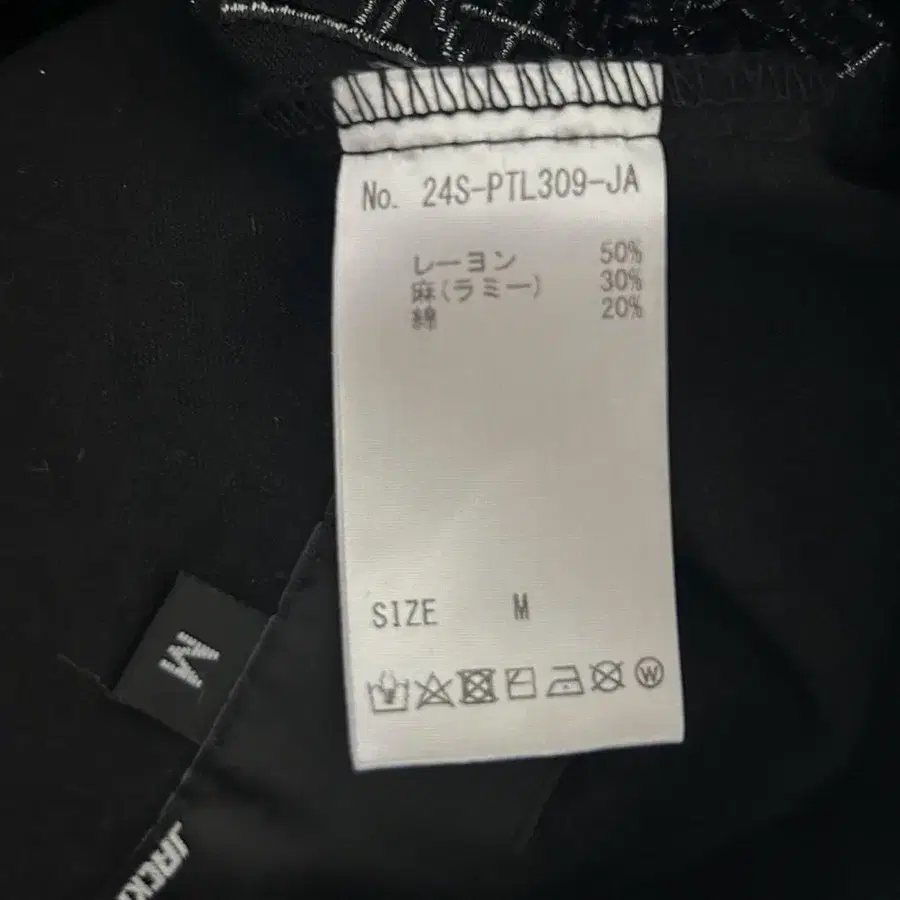 No. 24S-PTL309-JA
レーヨン 50%
麻(ラミー) 30%
綿 20%
SIZE M
W
M